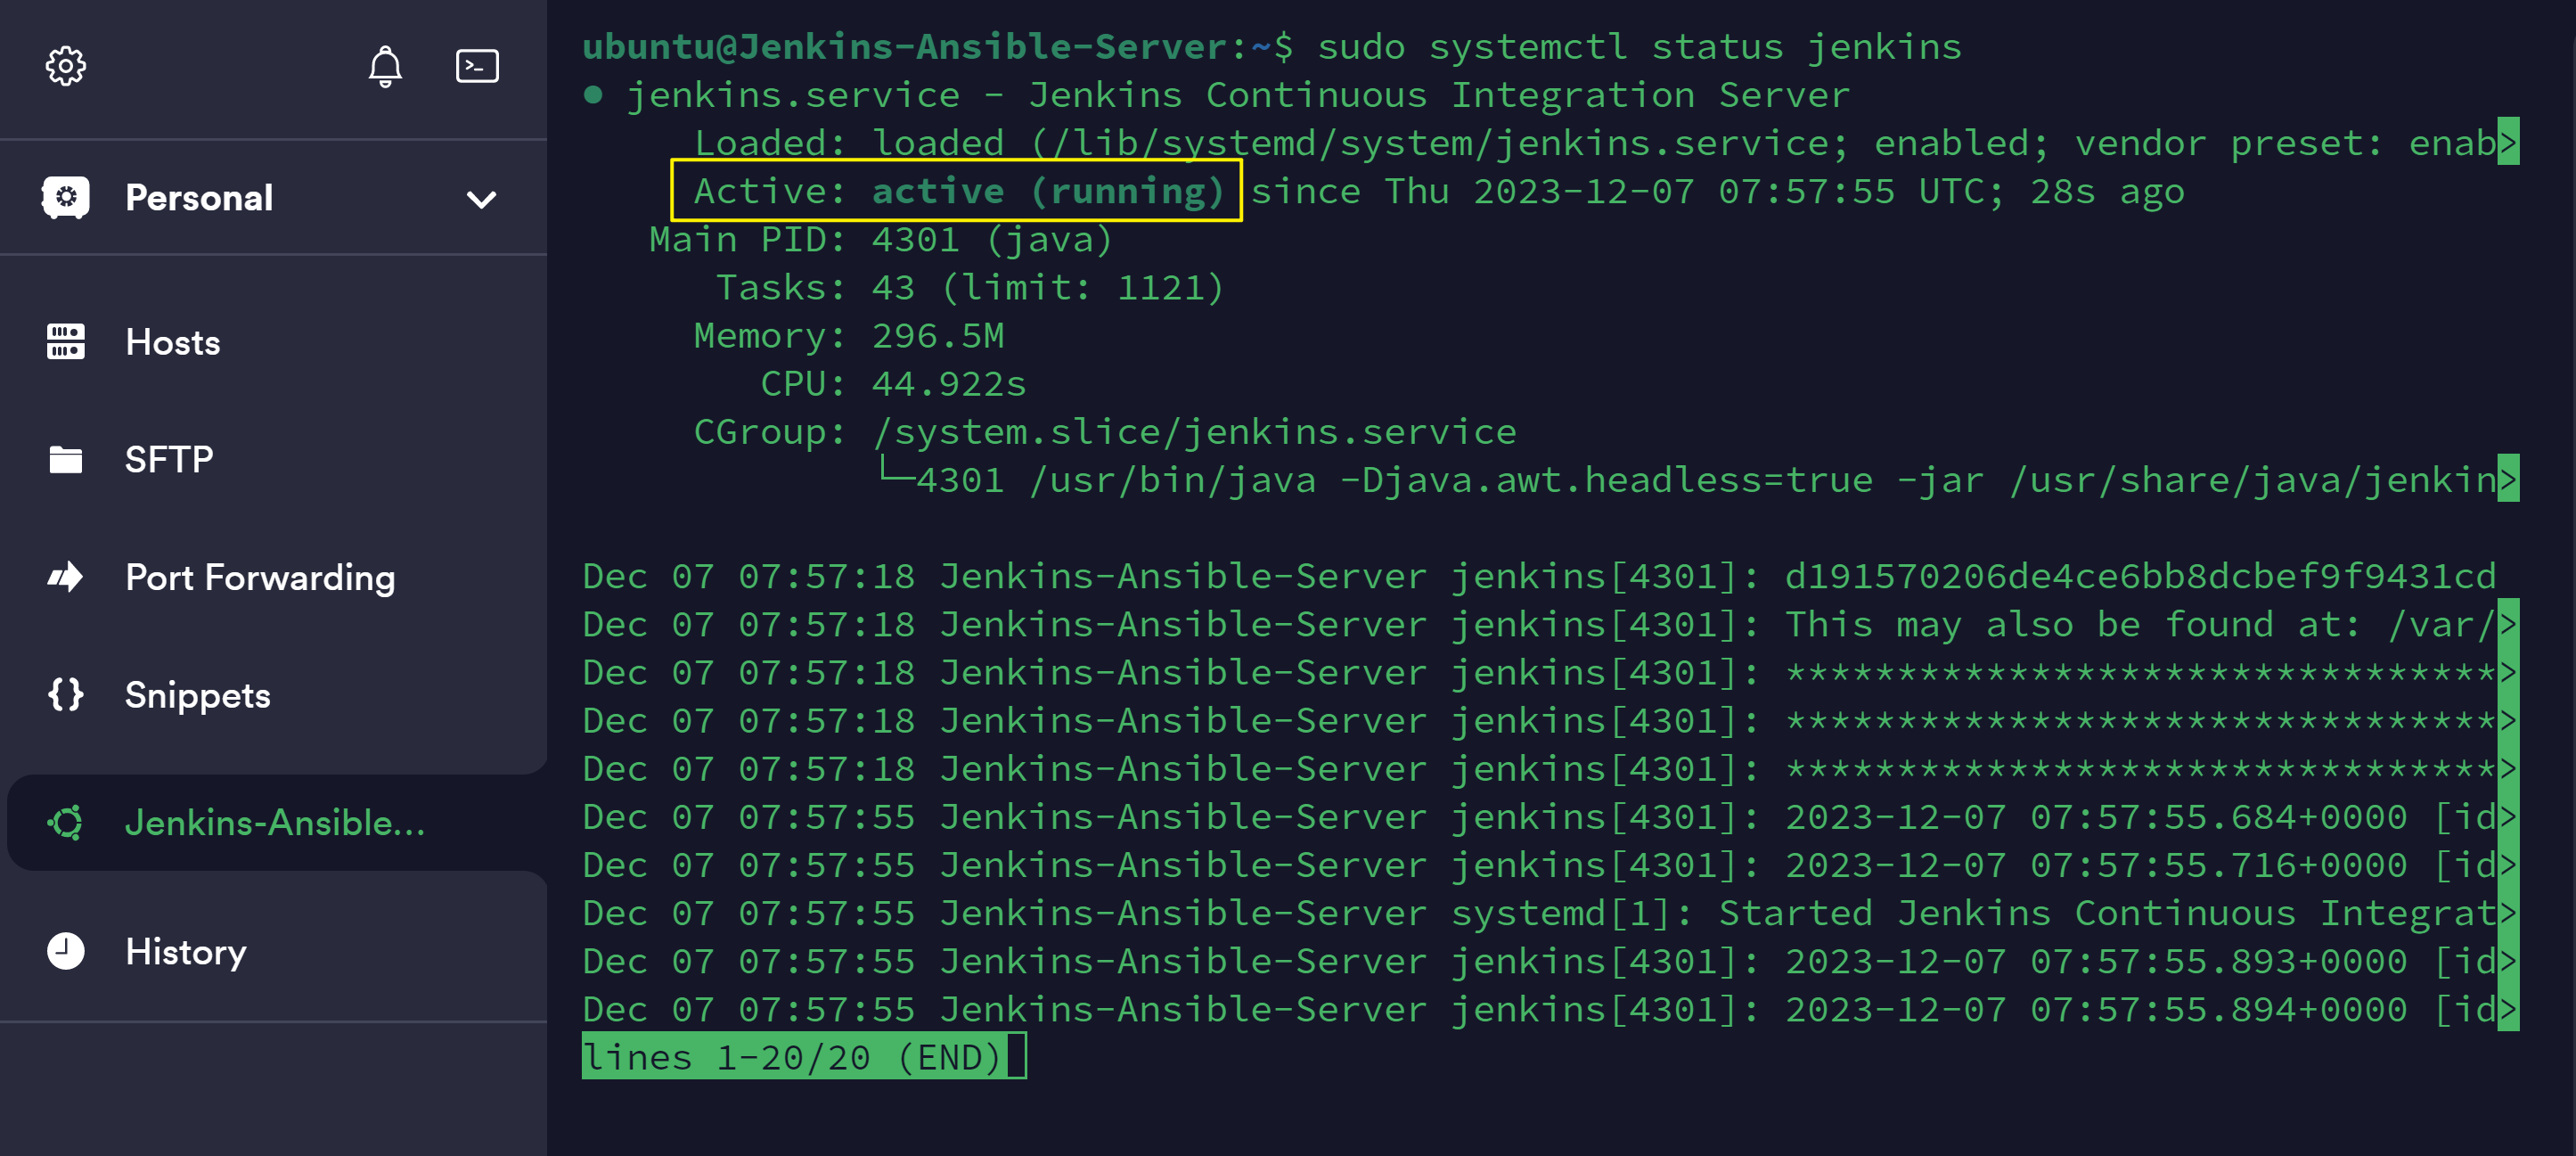 Personal
Hosts
SFTP
Port Forwarding
Snippets
Jenkins-Ansible...
History
ubuntu@Jenkins-Ansible-Server:~$ sudo systemctl status jenkins
● jenkins.service - Jenkins Continuous Integration Server
Loaded: loaded (/lib/systemd/system/jenkins.service; enabled; vendor preset: enab>
Active: active (running) since Thu 2023-12-07 07:57:55 UTC; 28s ago
Main PID: 4301 (java)
Tasks: 43 (limit: 1121)
Memory: 296.5M
CPU: 44.922s
CGroup: /system.slice/jenkins.service
└─4301 /usr/bin/java -Djava.awt.headless=true -jar /usr/share/java/jenkin>
Dec 07 07:57:18 Jenkins-Ansible-Server jenkins[4301]: d191570206de4ce6bb8dcbef9f9431cd
Dec 07 07:57:18 Jenkins-Ansible-Server jenkins[4301]: This may also be found at: /var/>
Dec 07 07:57:18 Jenkins-Ansible-Server jenkins[4301]: ********************************>
Dec 07 07:57:18 Jenkins-Ansible-Server jenkins[4301]: ********************************>
Dec 07 07:57:18 Jenkins-Ansible-Server jenkins[4301]: ********************************>
Dec 07 07:57:55 Jenkins-Ansible-Server jenkins[4301]: 2023-12-07 07:57:55.684+0000 [id>
Dec 07 07:57:55 Jenkins-Ansible-Server jenkins[4301]: 2023-12-07 07:57:55.716+0000 [id>
Dec 07 07:57:55 Jenkins-Ansible-Server systemd[1]: Started Jenkins Continuous Integrat>
Dec 07 07:57:55 Jenkins-Ansible-Server jenkins[4301]: 2023-12-07 07:57:55.893+0000 [id>
Dec 07 07:57:55 Jenkins-Ansible-Server jenkins[4301]: 2023-12-07 07:57:55.894+0000 [id>
lines 1-20/20 (END)